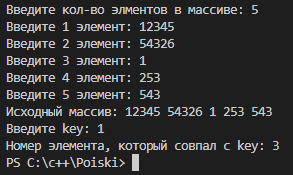 Введите кол-во элментов в массиве: 5
Введите 1 элемент: 12345
Введите 2 элемент: 54326
Введите 3 элемент: 1
Введите 4 элемент: 253
Введите 5 элемент: 543
Исходный массив: 12345 54326 1 253 543
Введите key: 1
Номер элемента, который совпал с key: 3
PS C:\c++\Poiski>